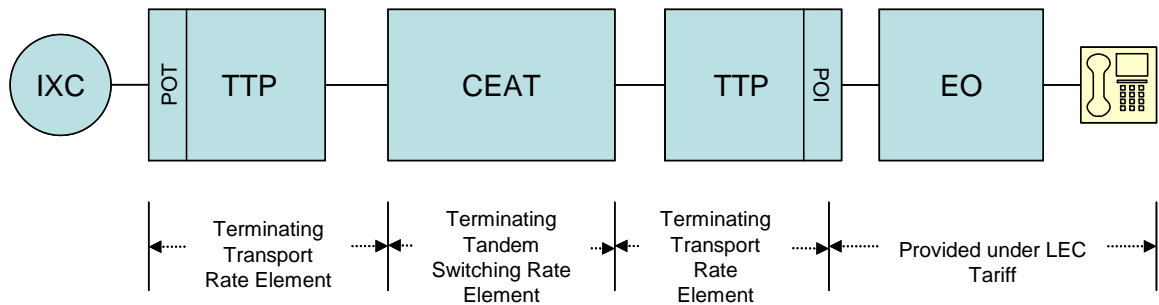 IXC
POT
TTP
CEAT
TTP
POI
EO
Terminating
Transport
Rate Element
Terminating
Tandem
Switching Rate
Element
Terminating
Transport
Rate
Element
Provided under LEC
Tariff